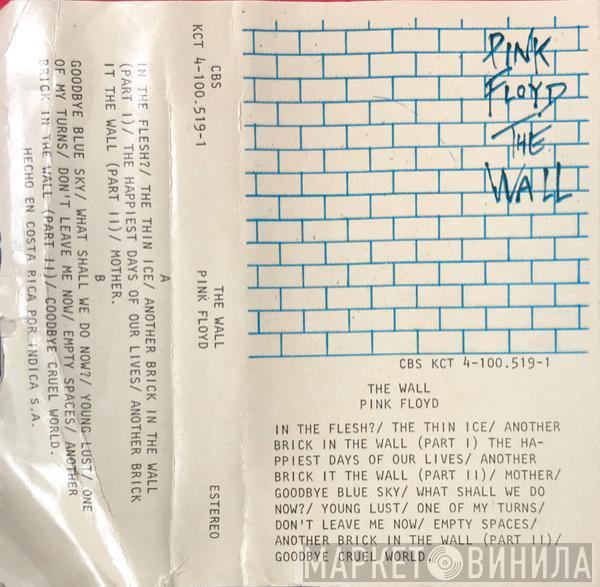 PINK
FLOYD
THE
WALL
CBS KCT 4-100.519-1
THE WALL
PINK FLOYD
IN THE FLESH?/ THE THIN ICE/ ANOTHER
BRICK IN THE WALL (PART I) THE HA-
PPIEST DAYS OF OUR LIVES/ ANOTHER
BRICK IT THE WALL (PART II)/ MOTHER/
GOODBYE BLUE SKY/ WHAT SHALL WE DO
NOW?/ YOUNG LUST/ ONE OF MY TURNS/
DON'T LEAVE ME NOW/ EMPTY SPACES/
ANOTHER BRICK IN THE WALL (PART II)/
GOODBYE CRUEL WORLD.
THE WALL
PINK FLOYD
ESTEREO
CBS
KCT 4-100.519-1
A
IN THE FLESH?/ THE THIN ICE/ ANOTHER BRICK IN THE WALL
(PART I)/ THE HAPPIEST DAYS OF OUR LIVES/ ANOTHER BRICK
IT THE WALL (PART II)/ MOTHER.
B
GOODBYE BLUE SKY/ WHAT SHALL WE DO NOW?/ YOUNG LUST/ ONE
OF MY TURNS/ DON'T LEAVE ME NOW/ EMPTY SPACES/ ANOTHER
BRICK IN THE WALL (PART II)/ GOODBYE CRUEL WORLD.
HECHO EN COSTA RICA POR INDICA S.A.
МАРКЕТ ВИНИЛА